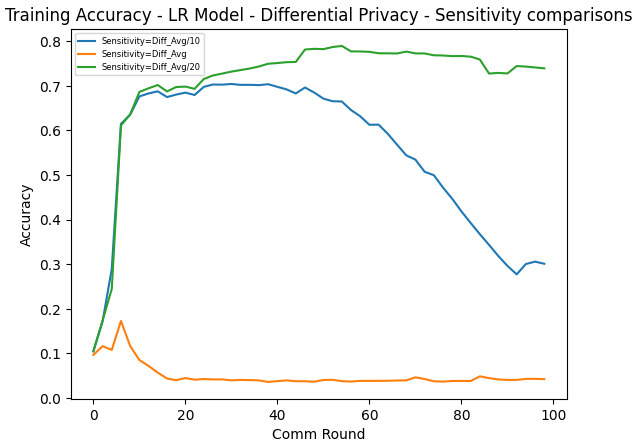 Training Accuracy - LR Model - Differential Privacy - Sensitivity comparisons
Sensitivity=Diff_Avg/10
Sensitivity=Diff_Avg
Sensitivity=Diff_Avg/20
Accuracy
0.8
0.7
0.6
0.5
0.4
0.3
0.2
0.1
0.0
0
20
40
60
80
100
Comm Round